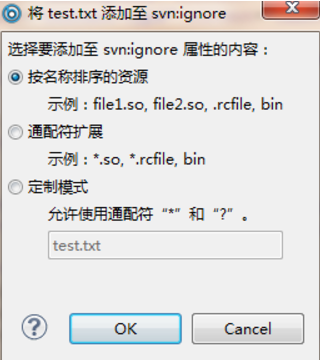 将 test.txt 添加至 svn:ignore
选择要添加至 svn:ignore 属性的内容：
按名称排序的资源
示例：file1.so, file2.so, .rcfile, bin
通配符扩展
示例：*.so, *.rcfile, bin
定制模式
允许使用通配符“*”和“?”。
test.txt
OK
Cancel